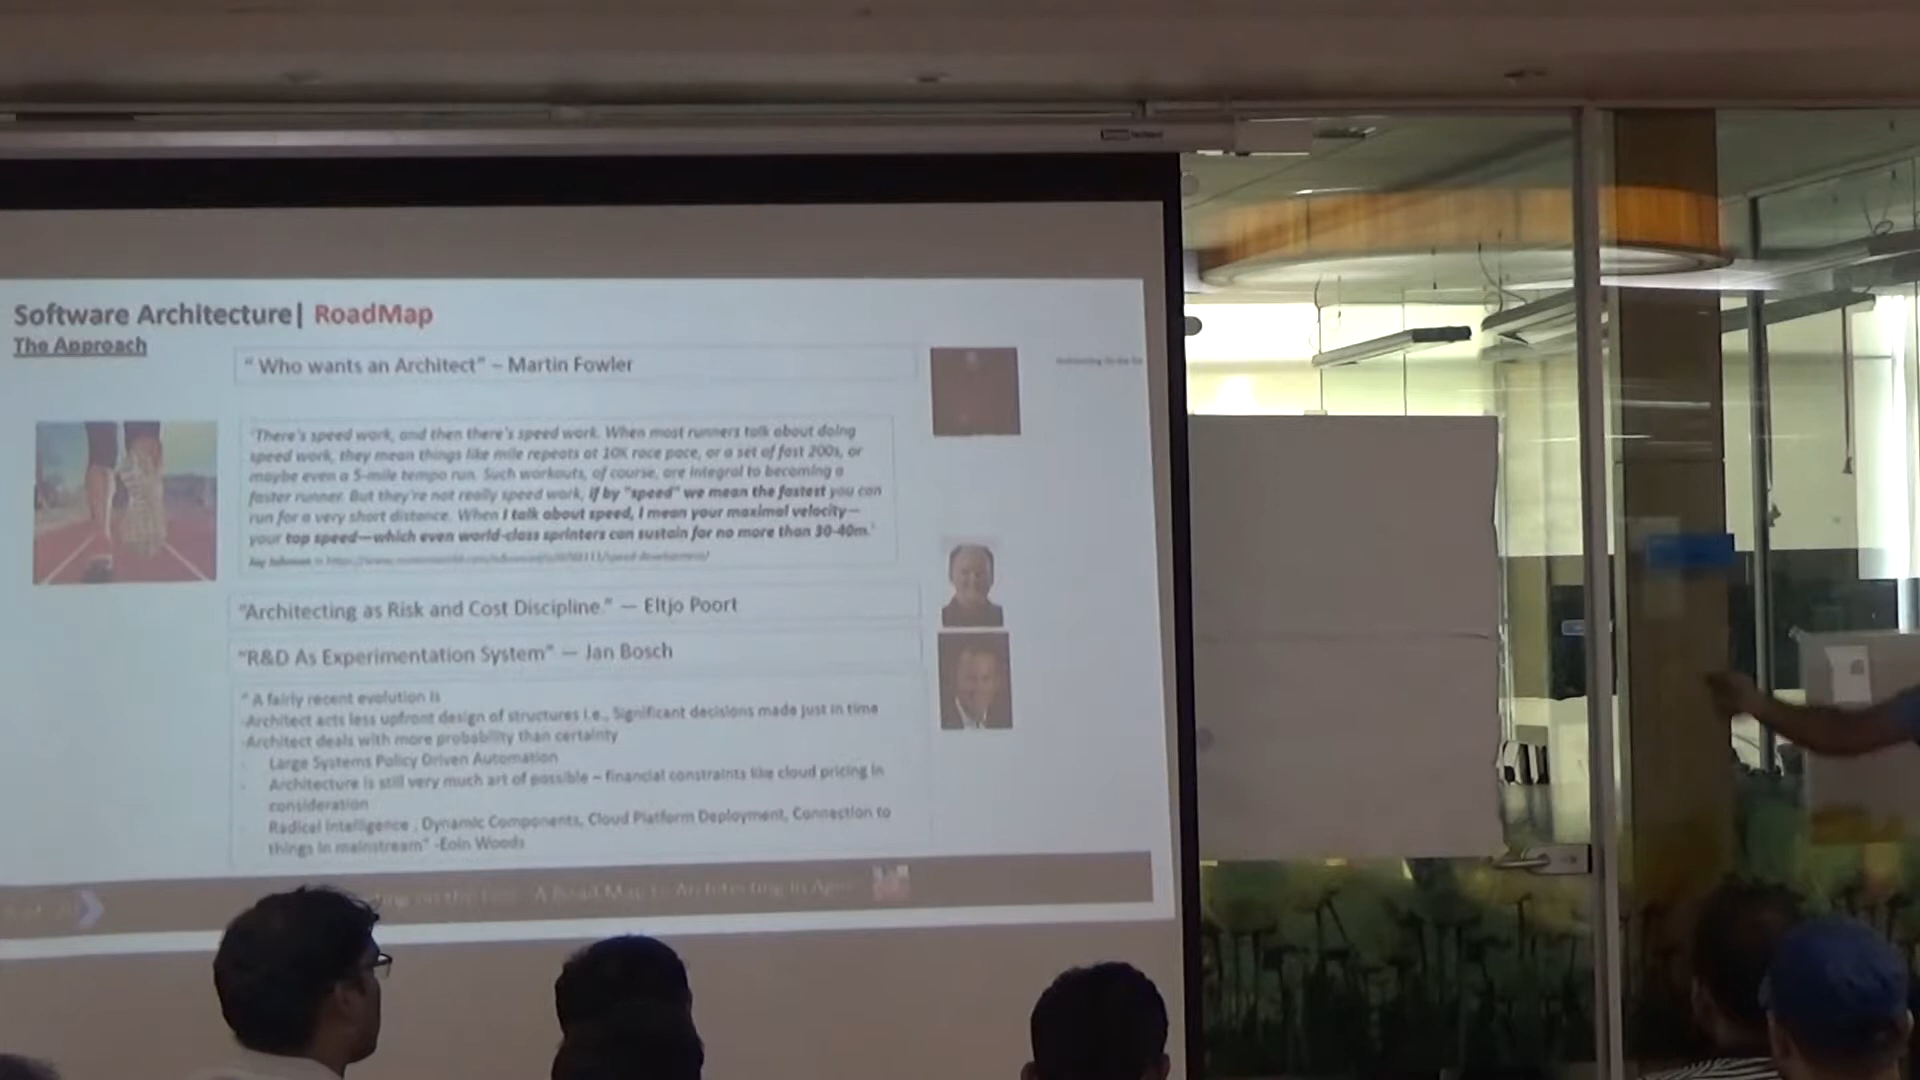 Software Architecture| RoadMap
The Approach
" Who wants an Architect" – Martin Fowler
'There's speed work, and then there's speed work. When most runners talk about doing
speed work, they mean things like mile repeats at 10K race pace, or a set of fast 200s, or
maybe even a 5-mile tempo run. Such workouts, of course, are integral to becoming a
faster runner. But they're not really speed work, if by "speed" we mean the fastest you can
run for a very short distance. When I talk about speed, I mean your maximal velocity—
your top speed—which even world-class sprinters can sustain for no more than 30-40m.'
"Architecting as Risk and Cost Discipline." — Eltjo Poort
"R&D As Experimentation System" — Jan Bosch
" A fairly recent evolution is
-Architect acts less upfront design of structures i.e., Significant decisions made just in time
-Architect deals with more probability than certainty
Large Systems Policy Driven Automation
Architecture is still very much art of possible – financial constraints like cloud pricing in
consideration
Radical Intelligence , Dynamic Components, Cloud Platform Deployment, Connection to
things in mainstream" -Eoin Woods
on the A Road Map to Architecting in